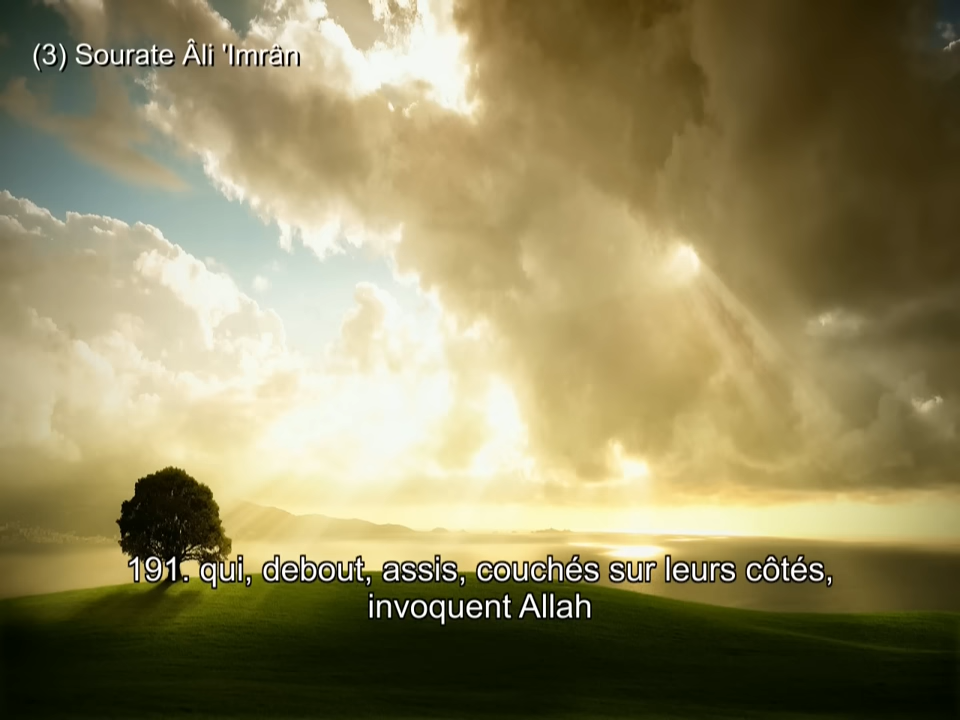 (3) Sourate Âli 'Imrân
191. qui, debout, assis, couchés sur leurs côtés,
invoquent Allah